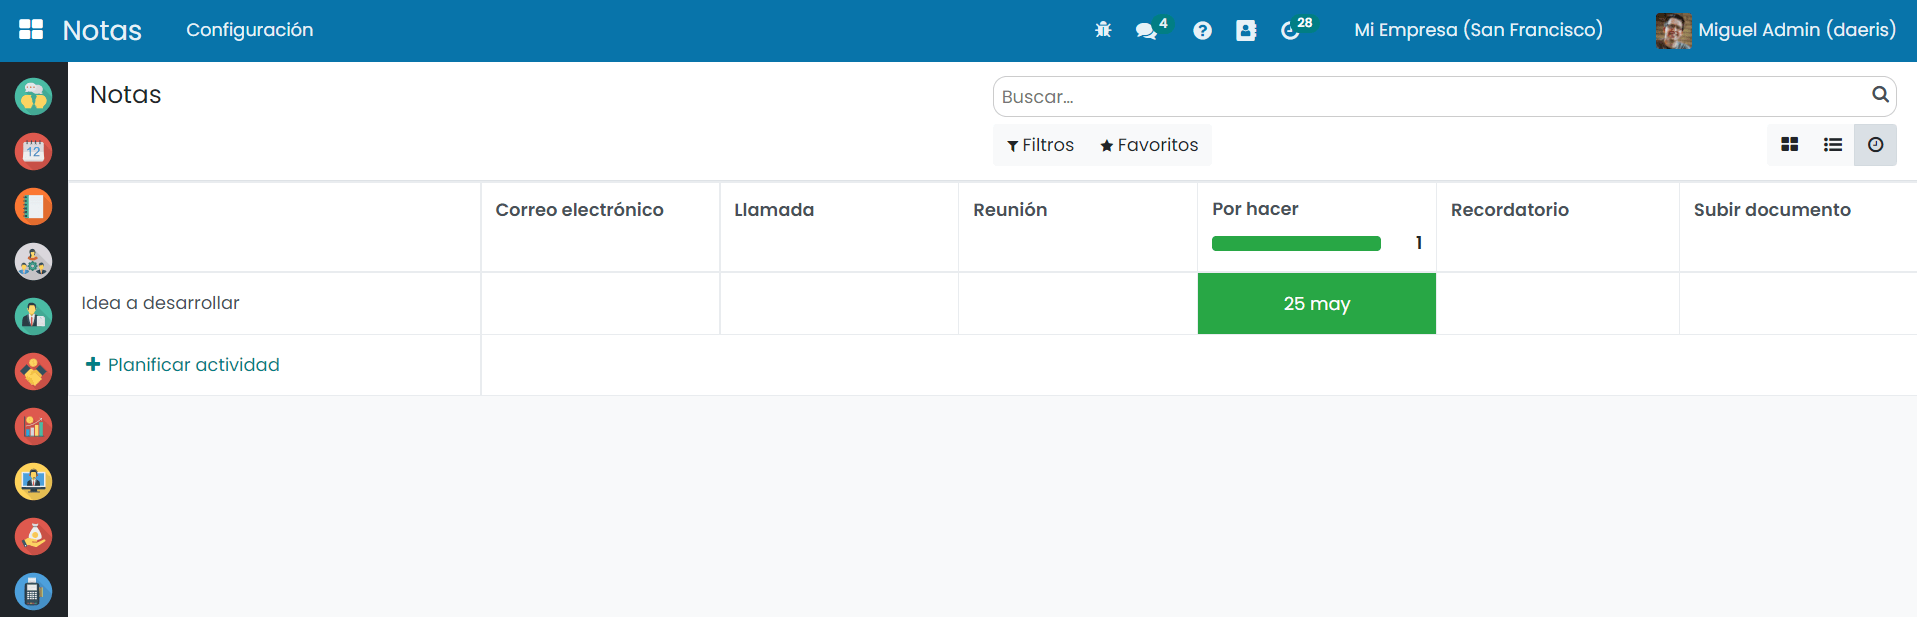 Notas Configuración 4 28 Mi Empresa (San Francisco) Miguel Admin (daeris)
Notas
Buscar...
Filtros Favoritos
12
Correo electrónico Llamada Reunión Por hacer Recordatorio Subir documento
1
Idea a desarrollar 25 may
Planificar actividad